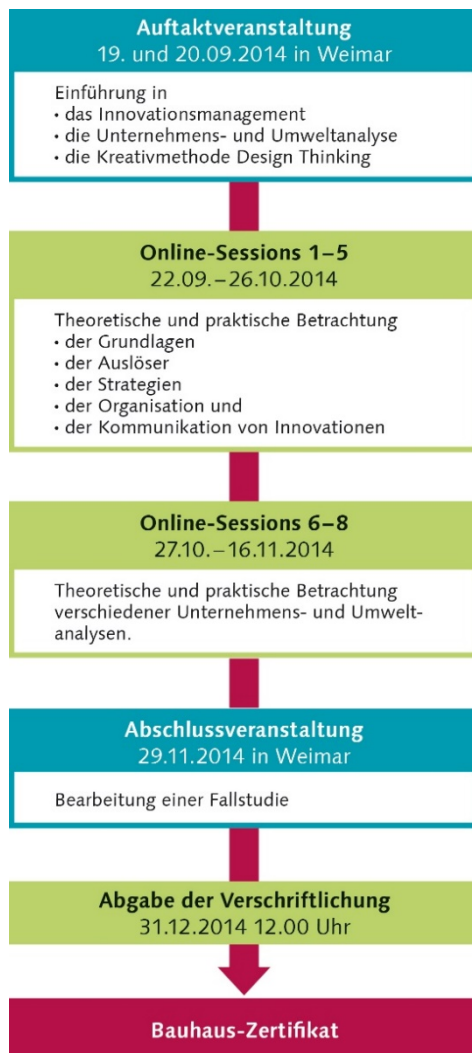 Auftaktveranstaltung
19. und 20.09.2014 in Weimar
Einführung in
• das Innovationsmanagement
• die Unternehmens- und Umweltanalyse
• die Kreativmethode Design Thinking
Online-Sessions 1–5
22.09.–26.10.2014
Theoretische und praktische Betrachtung
• der Grundlagen
• der Auslöser
• der Strategien
• der Organisation und
• der Kommunikation von Innovationen
Online-Sessions 6–8
27.10.–16.11.2014
Theoretische und praktische Betrachtung
verschiedener Unternehmens- und Umwelt-
analysen.
Abschlussveranstaltung
29.11.2014 in Weimar
Bearbeitung einer Fallstudie
Abgabe der Verschriftlichung
31.12.2014 12.00 Uhr
Bauhaus-Zertifikat